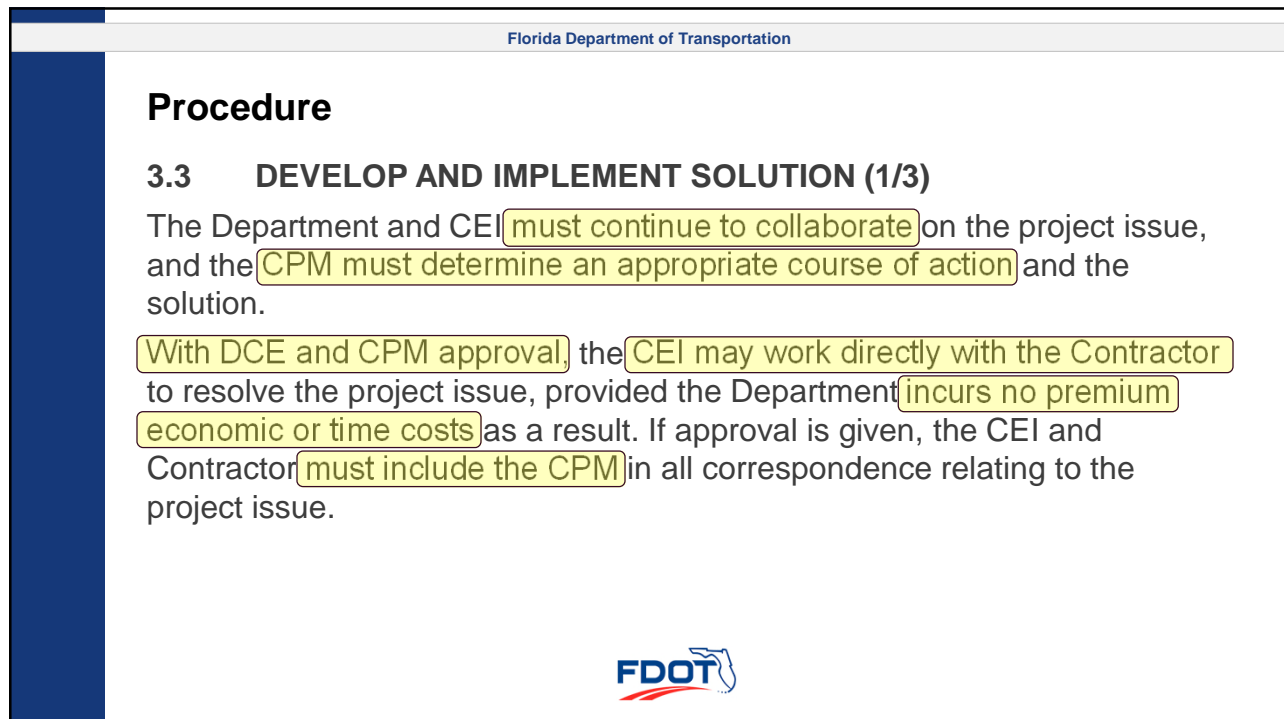 Florida Department of Transportation
Procedure
3.3 DEVELOP AND IMPLEMENT SOLUTION (1/3)
The Department and CEI must continue to collaborate on the project issue,
and the CPM must determine an appropriate course of action and the
solution.
With DCE and CPM approval, the CEI may work directly with the Contractor
to resolve the project issue, provided the Department incurs no premium
economic or time costs as a result. If approval is given, the CEI and
Contractor must include the CPM in all correspondence relating to the
project issue.
FDOT